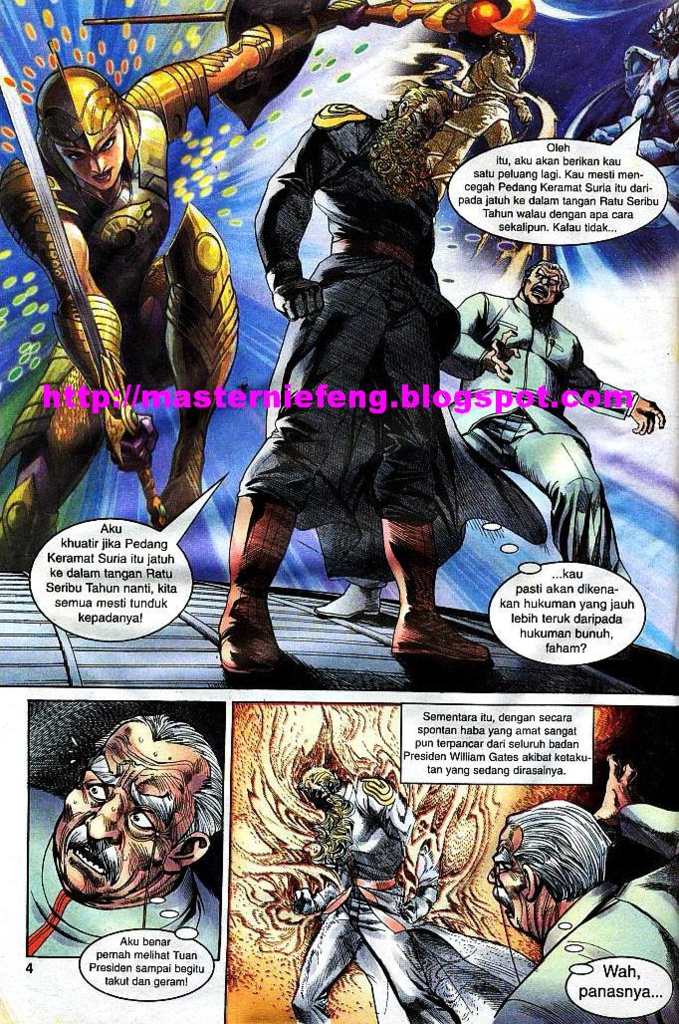 Oleh
itu, aku akan berikan kau
satu peluang lagi. Kau mesti men-
cegah Pedang Keramat Suria itu dari-
pada jatuh ke dalam tangan Ratu Seribu
Tahun walau dengan apa cara
sekalipun. Kalau tidak...
http://masterniefeng.blogspot.com
Aku
khuatir jika Pedang
Keramat Suria itu jatuh
ke dalam tangan Ratu
Seribu Tahun nanti, kita
semua mesti tunduk
kepadanya!
...kau
pasti akan dikena-
kan hukuman yang jauh
lebih teruk daripada
hukuman bunuh,
faham?
Aku benar
pernah melihat Tuan
Presiden sampai begitu
takut dan geram!
4
Sementara itu, dengan secara
spontan haba yang amat sangat
pun terpancar dari seluruh badan
Presiden William Gates akibat ketaku-
tan yang sedang dirasainya.
Wah,
panasnya...